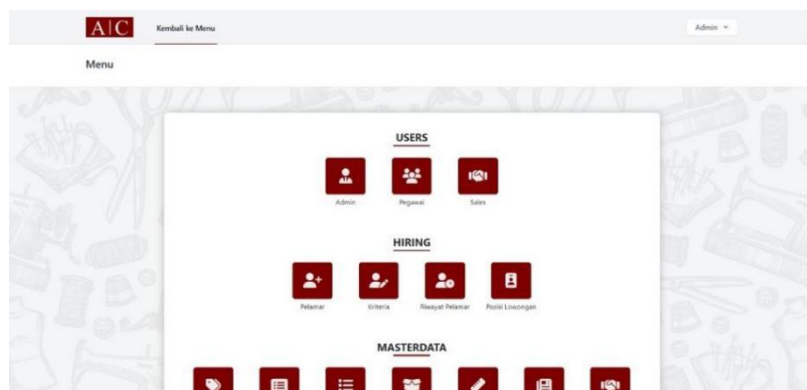 A|C Kembali ke Menu Admin
Menu
USERS
Admin Pegawai Sales
HIRING
Pelamar Kriteria Riwayat Pelamar Posisi Lowongan
MASTERDATA